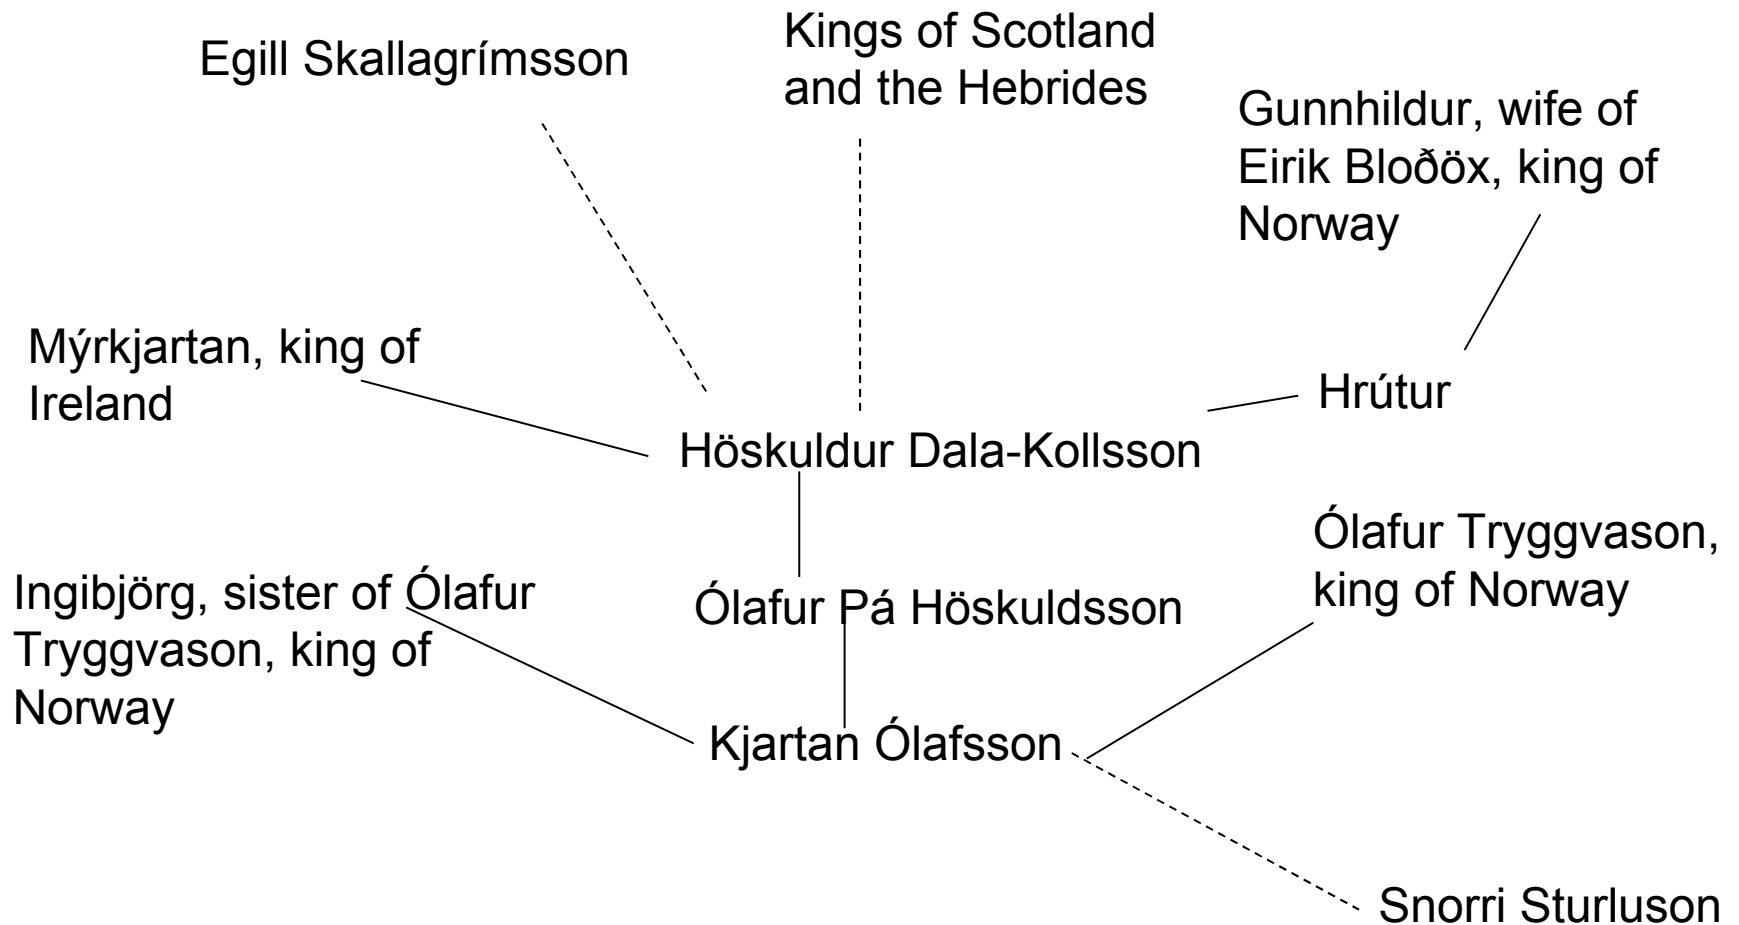 Egill Skallagrímsson
Kings of Scotland
and the Hebrides
Gunnhildur, wife of
Eirik Bloðöx, king of
Norway
Mýrkjartan, king of
Ireland
Hrútur
Höskuldur Dala-Kollsson
Ólafur Tryggvason,
king of Norway
Ingibjörg, sister of Ólafur
Tryggvason, king of
Norway
Ólafur Pá Höskuldsson
Kjartan Ólafsson
Snorri Sturluson